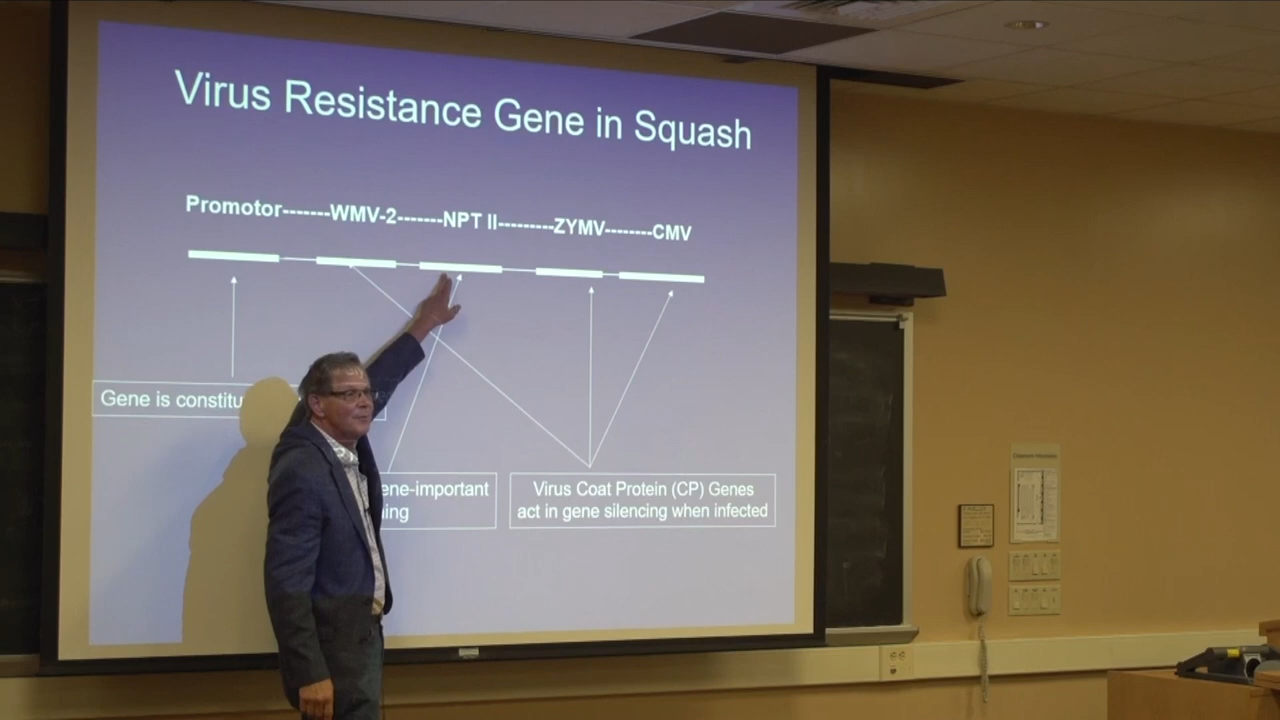 Virus Resistance Gene in Squash
Promotor-------WMV-2-------NPT II---------ZYMV--------CMV
Gene is
ene-important
Virus Coat Protein (CP) Genes
ing
act in gene silencing when infected